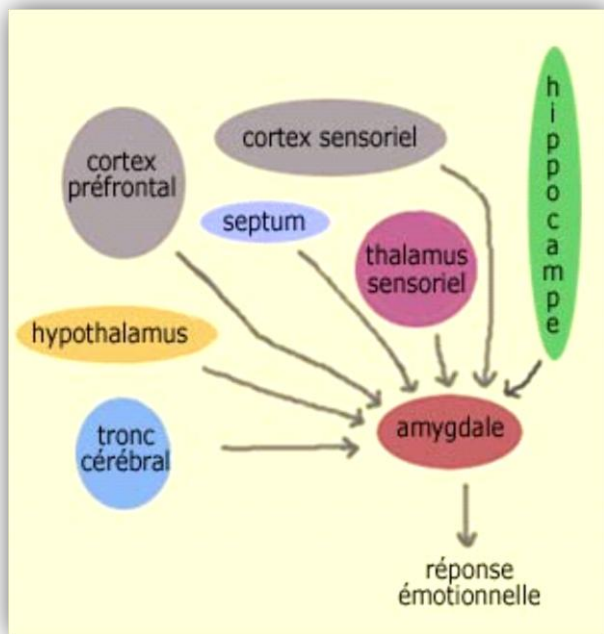 cortex
préfrontal
cortex sensoriel
hippocampe
septum
thalamus
sensoriel
hypothalamus
tronc
cérébral
amygdale
réponse
émotionnelle